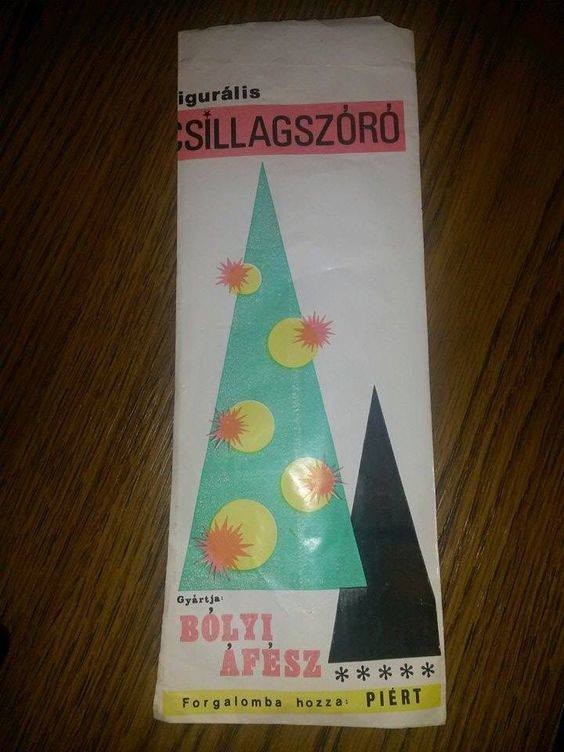 igurális
CSILLAGSZÓRÓ
Gyártja:
BÓLYI
ÁFÉSZ
*****
Forgalomba hozza: PIÉRT